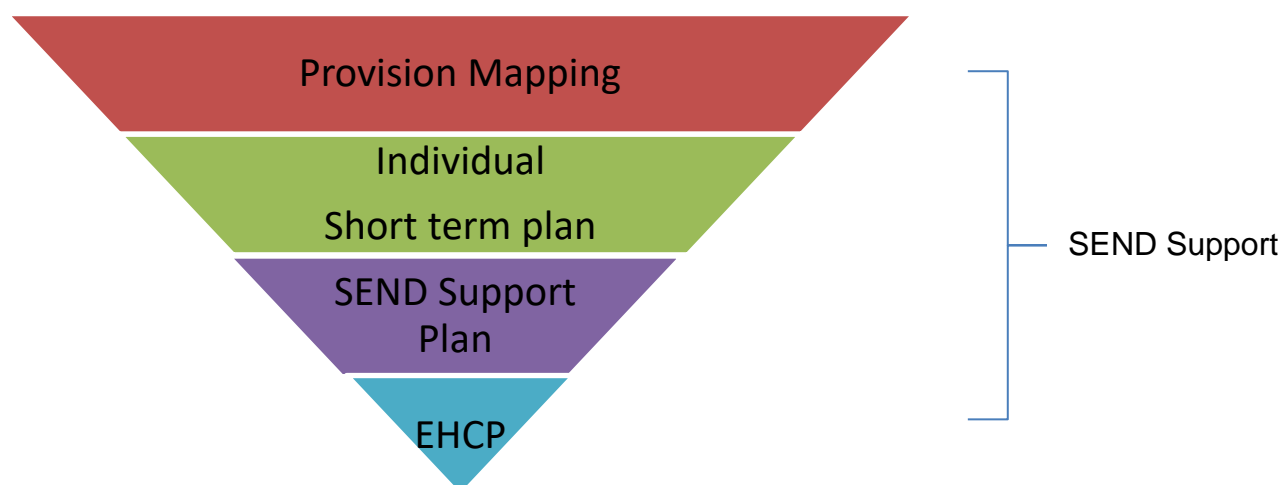 Provision Mapping
Individual
Short term plan
SEND Support
Plan
EHCP
SEND Support